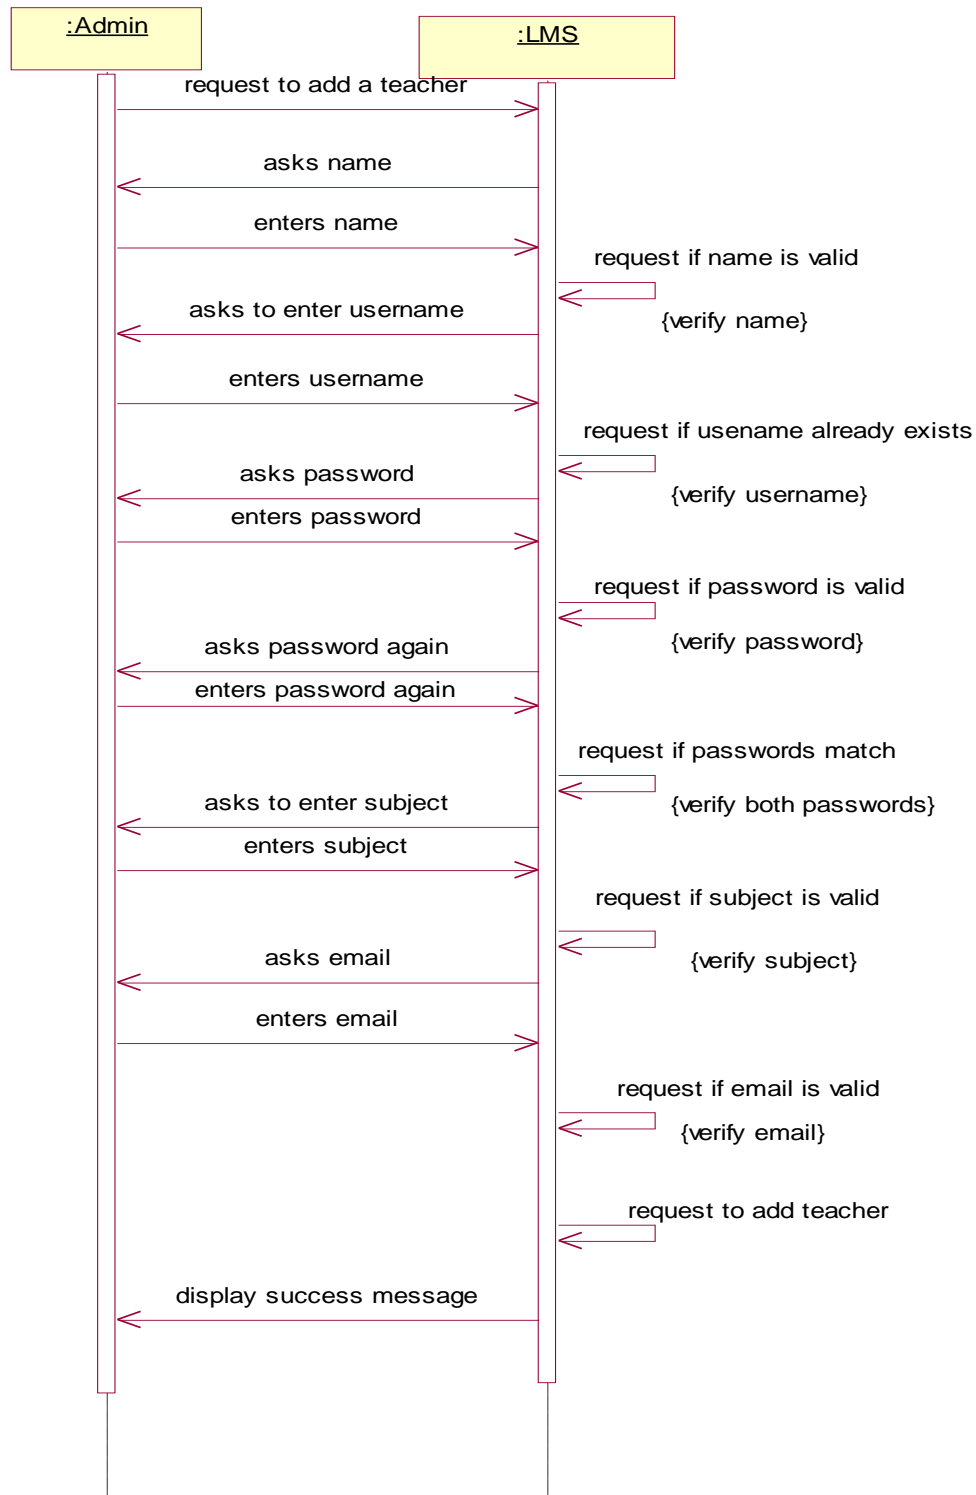 :Admin
:LMS
request to add a teacher
asks name
enters name
request if name is valid
asks to enter username
{verify name}
enters username
request if usename already exists
asks password
{verify username}
enters password
request if password is valid
asks password again
{verify password}
enters password again
request if passwords match
asks to enter subject
{verify both passwords}
enters subject
request if subject is valid
asks email
{verify subject}
enters email
request if email is valid
{verify email}
request to add teacher
display success message